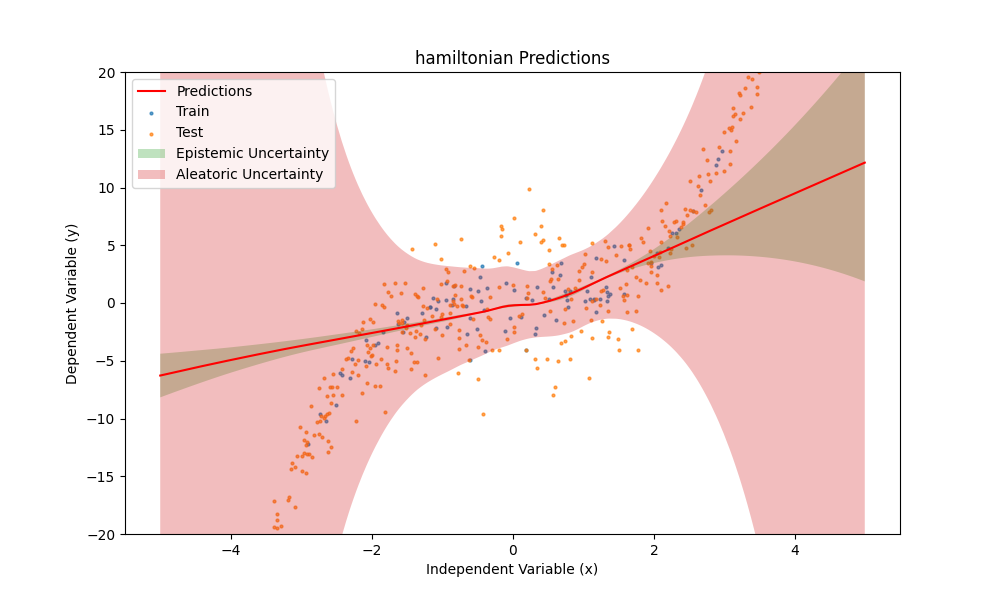 hamiltonian Predictions
Predictions
Train
Test
Epistemic Uncertainty
Aleatoric Uncertainty
Dependent Variable (y)
20
15
10
5
0
−5
−10
−15
−20
−4
−2
0
2
4
Independent Variable (x)